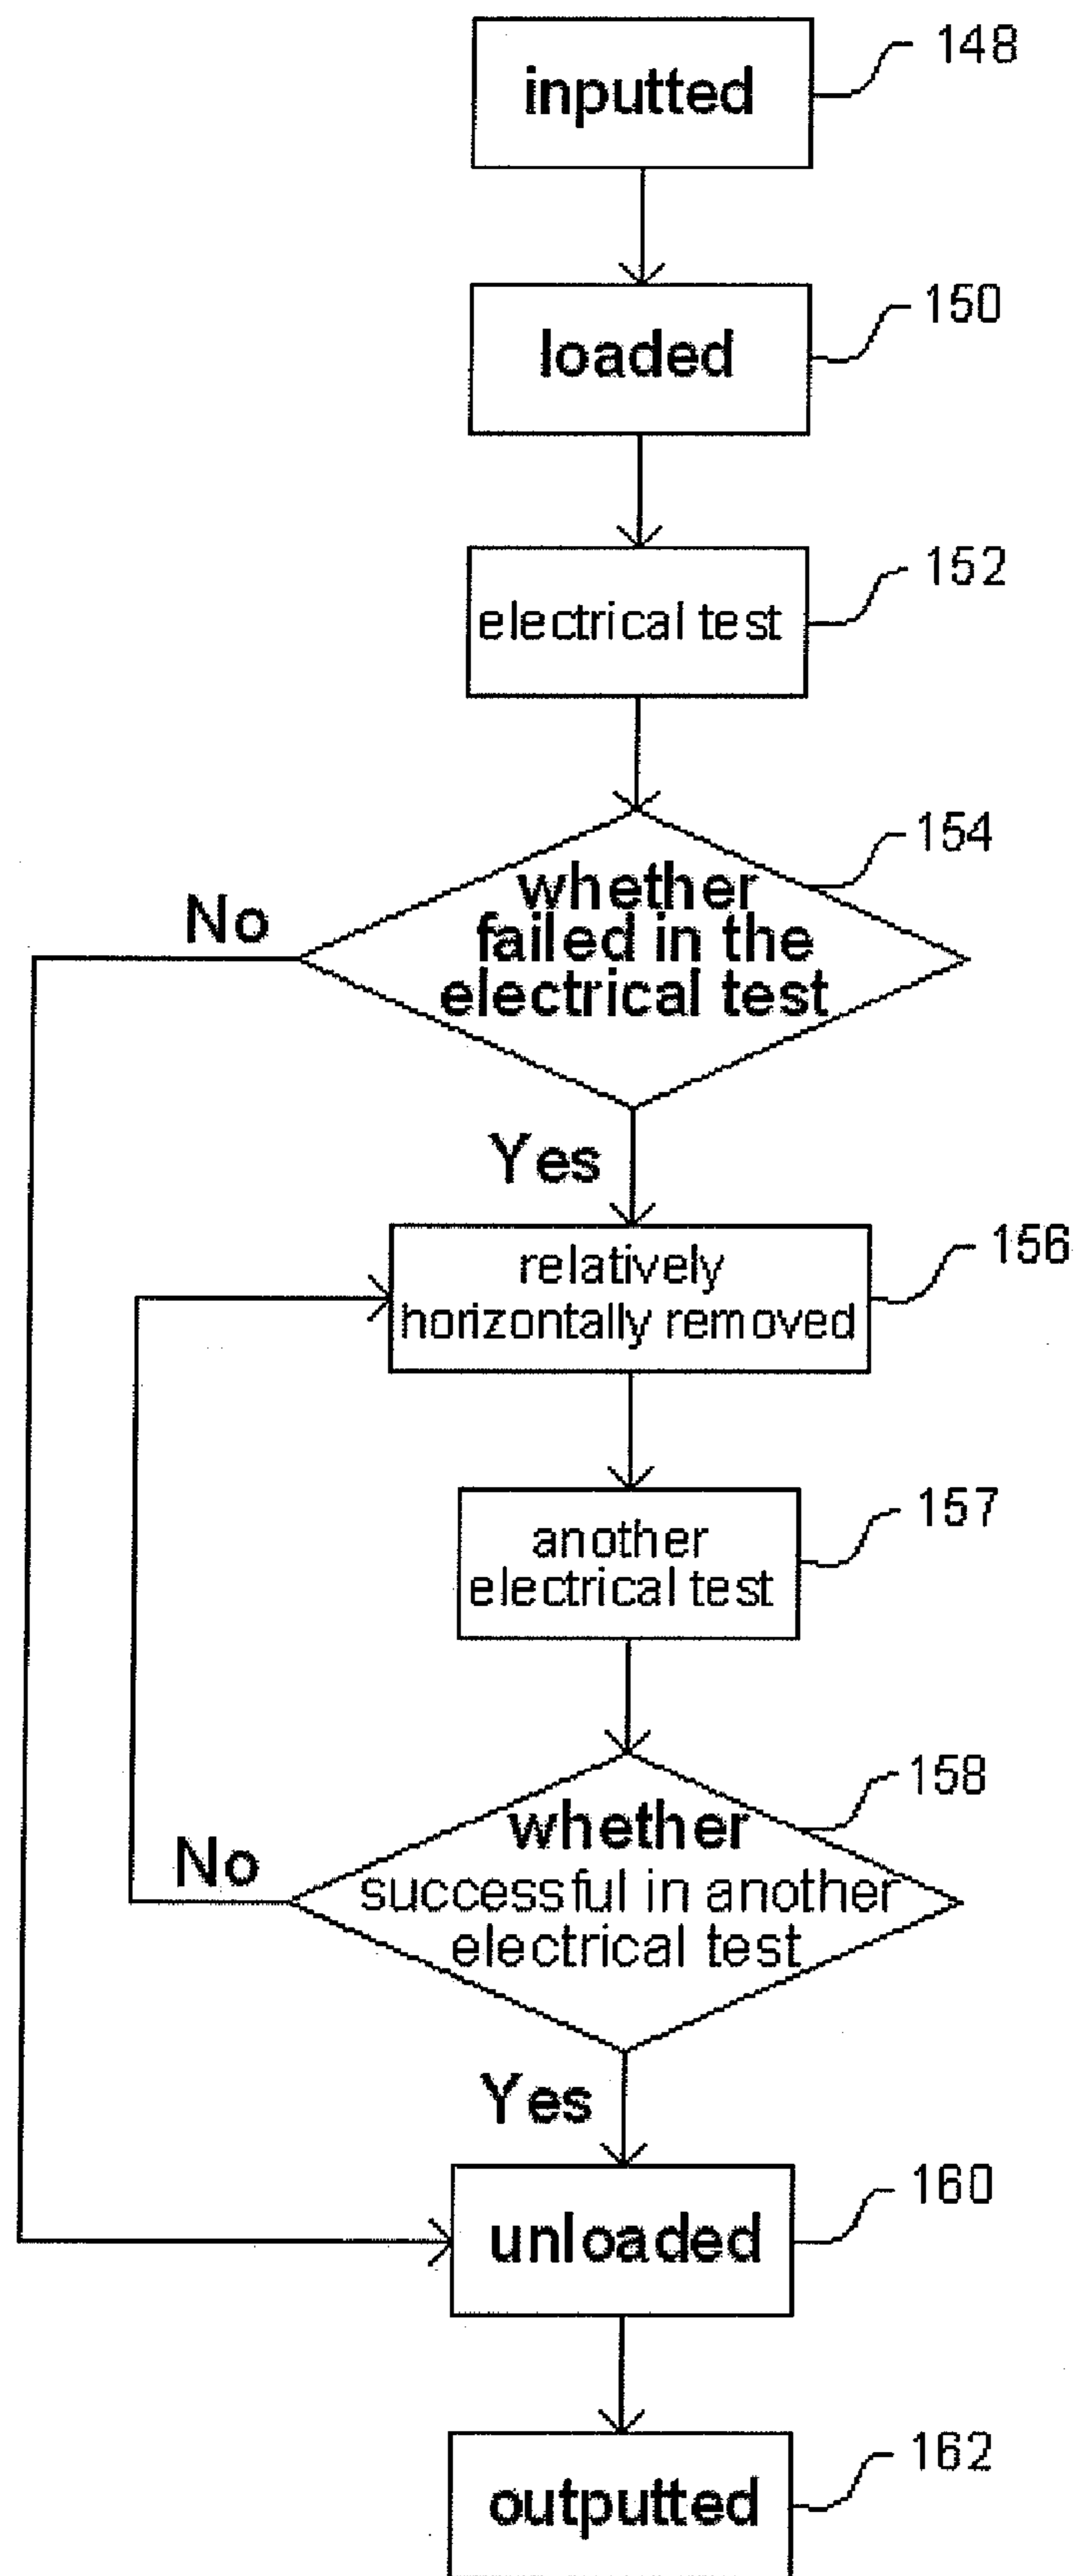 148
inputted
150
loaded
152
electrical test
154
whether
failed in the
electrical test
No
Yes
156
relatively
horizontally removed
157
another
electrical test
158
whether
successful in another
electrical test
No
Yes
160
unloaded
162
outputted